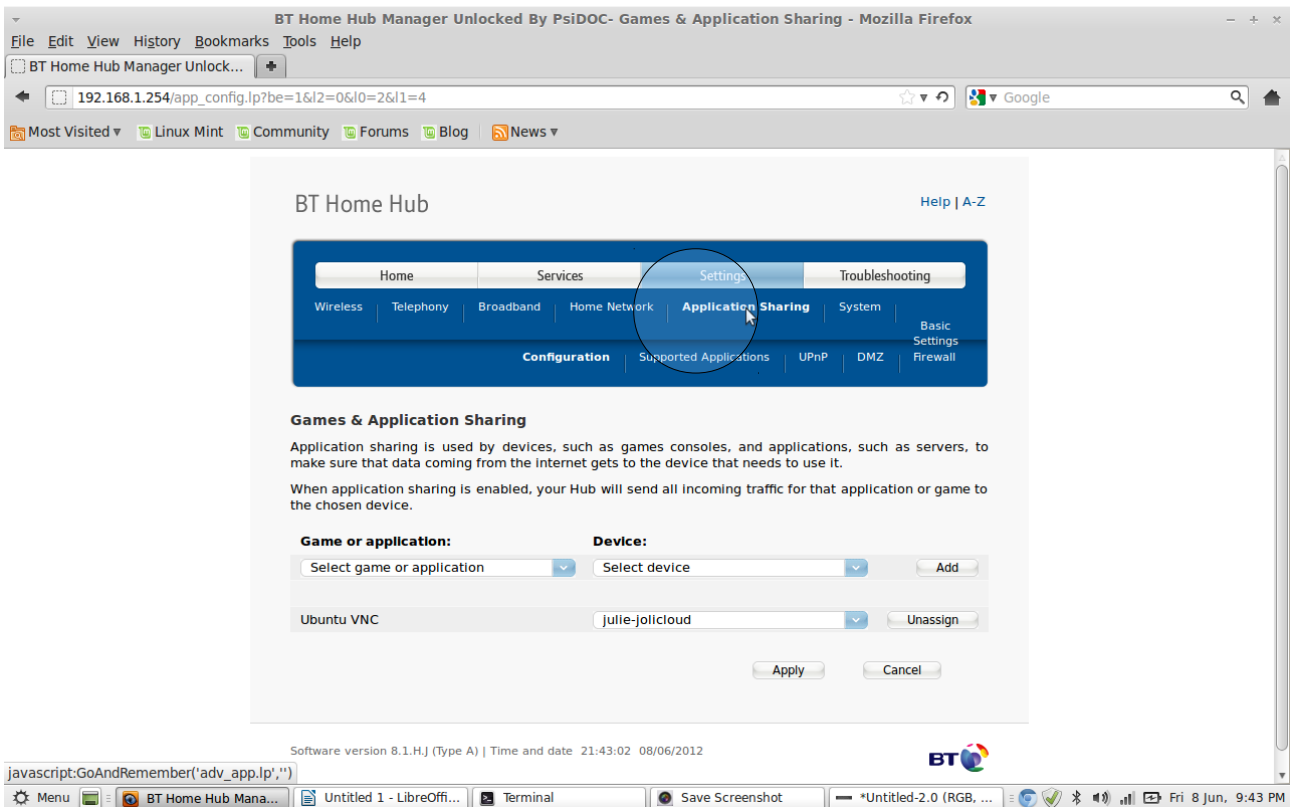 BT Home Hub Manager Unlocked By PsiDOC- Games & Application Sharing - Mozilla Firefox
File Edit View History Bookmarks Tools Help
BT Home Hub Manager Unlock...
192.168.1.254/app_config.lp?be=1&l2=0&l0=2&l1=4
Google
Most Visited Linux Mint Community Forums Blog News
BT Home Hub
Help | A-Z
Home Services Settings Troubleshooting
Wireless Telephony Broadband Home Network Application Sharing System
Basic
Settings
Configuration Supported Applications UPnP DMZ Firewall
Games & Application Sharing
Application sharing is used by devices, such as games consoles, and applications, such as servers, to
make sure that data coming from the internet gets to the device that needs to use it.
When application sharing is enabled, your Hub will send all incoming traffic for that application or game to
the chosen device.
Game or application: Device:
Select game or application Select device Add
Ubuntu VNC julie-jolicloud Unassign
Apply Cancel
Software version 8.1.H.J (Type A) | Time and date 21:43:02 08/06/2012
BT
javascript:GoAndRemember('adv_app.lp','')
Menu BT Home Hub Mana... Untitled 1 - LibreOffi... Terminal Save Screenshot *Untitled-2.0 (RGB, ... Fri 8 Jun, 9:43 PM